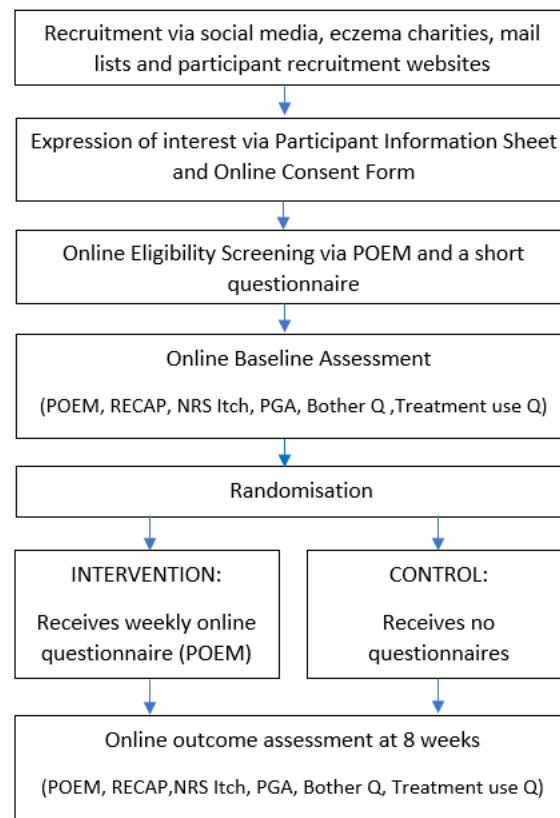 Recruitment via social media, eczema charities, mail
lists and participant recruitment websites
Expression of interest via Participant Information Sheet
and Online Consent Form
Online Eligibility Screening via POEM and a short
questionnaire
Online Baseline Assessment
(POEM, RECAP, NRS Itch, PGA, Bother Q ,Treatment use Q)
Randomisation
INTERVENTION:
Receives weekly online
questionnaire (POEM)
CONTROL:
Receives no
questionnaires
Online outcome assessment at 8 weeks
(POEM, RECAP,NRS Itch, PGA, Bother Q, Treatment use Q)